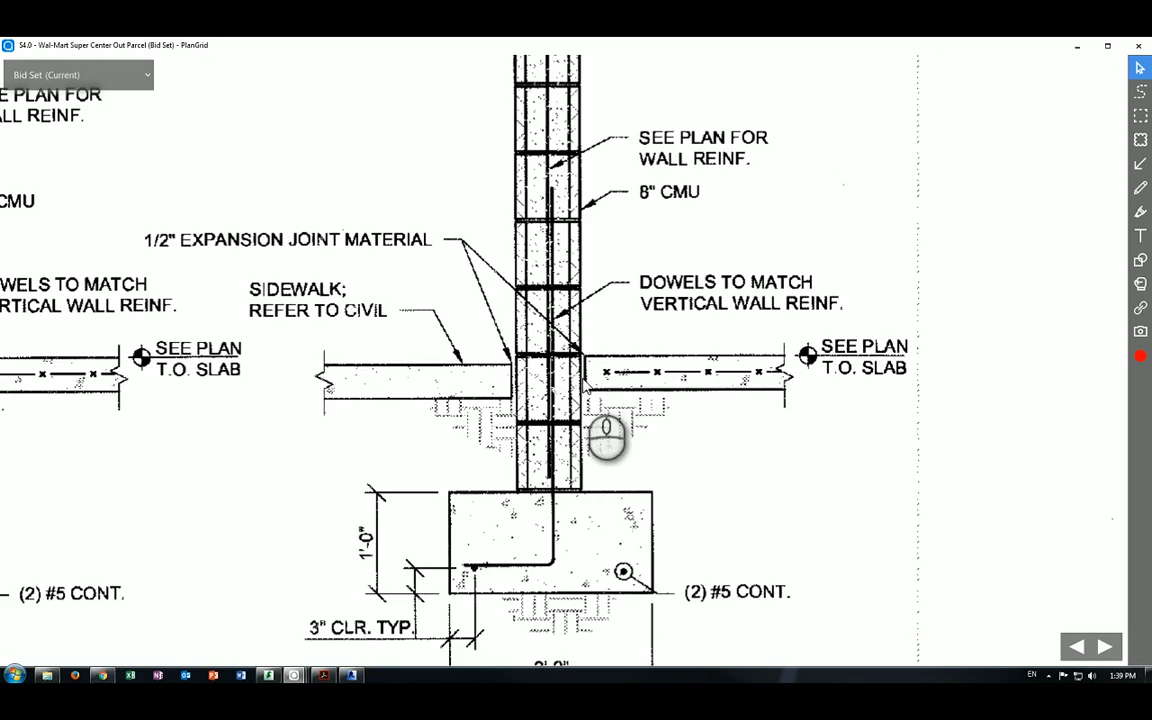 S4.0 - Wal-Mart Super Center Out Parcel (Bid Set) - PlanGrid
Bid Set (Current)
E PLAN FOR
ALL REINF.
SEE PLAN FOR
WALL REINF.
CMU
8" CMU
1/2" EXPANSION JOINT MATERIAL
OWELS TO MATCH
ERTICAL WALL REINF.
SIDEWALK;
REFER TO CIVIL
DOWELS TO MATCH
VERTICAL WALL REINF.
SEE PLAN
T.O. SLAB
SEE PLAN
T.O. SLAB
1'-0"
(2) #5 CONT.
(2) #5 CONT.
3" CLR. TYP.
EN
1:39 PM